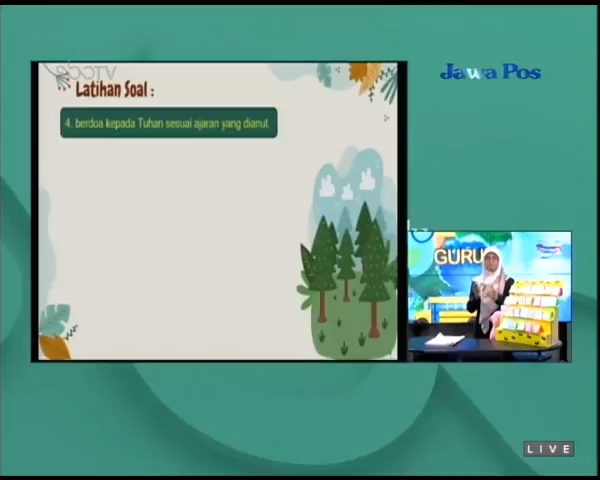 Jawa Pos
Latihan Soal :
4. berdoa kepada Tuhan sesuai ajaran yang dianut.
GURU
LIVE